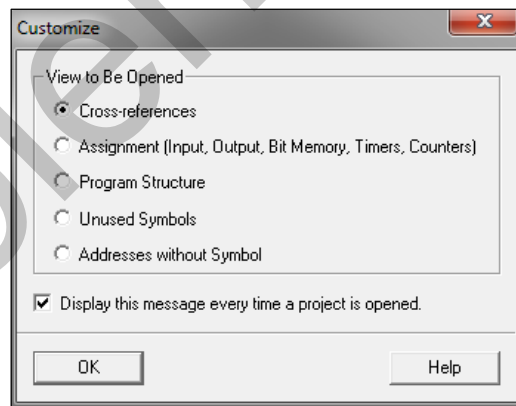 Customize
View to Be Opened
Cross-references
Assignment (Input, Output, Bit Memory, Timers, Counters)
Program Structure
Unused Symbols
Addresses without Symbol
Display this message every time a project is opened.
OK
Help